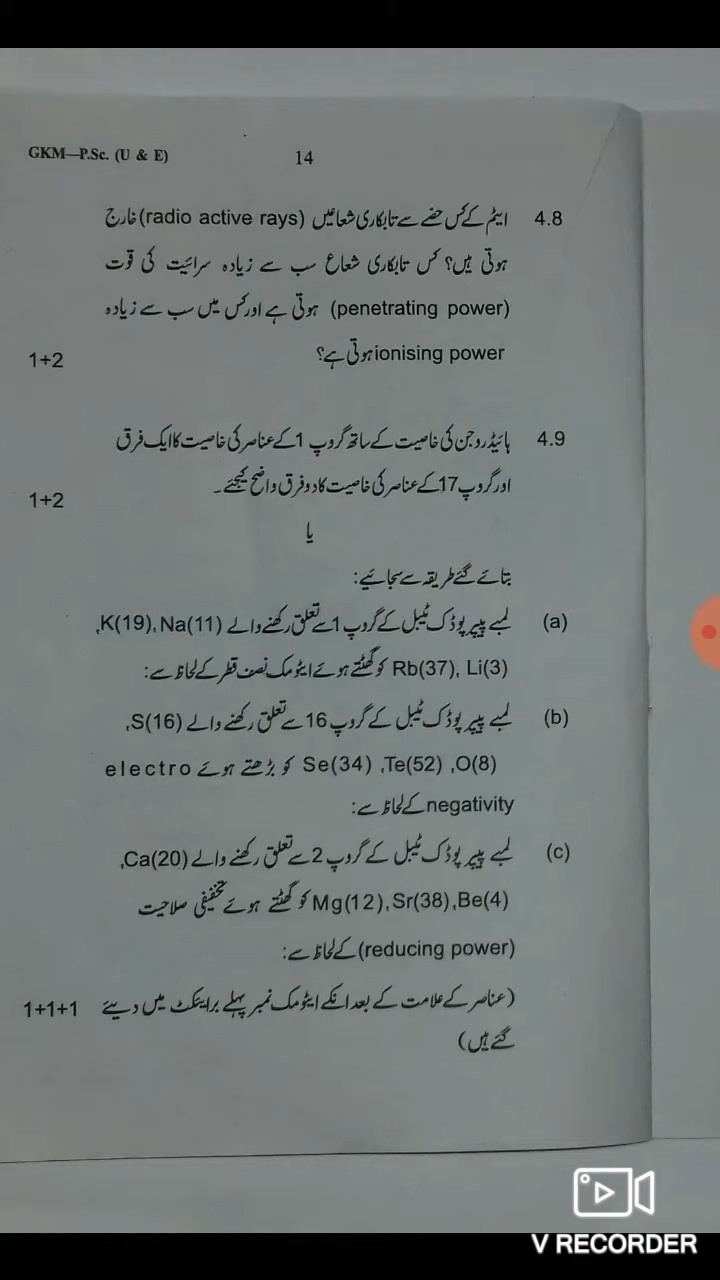 GKM—P.Sc. (U & E) 14
4.8 ایٹم کے کس حصّے سے تابکاری شعاعیں (radio active rays) خارج
ہوتی ہیں؟ کس تابکاری شعاع سب سے زیادہ سرائیت کی قوت
(penetrating power) ہوتی ہے اور کس میں سب سے زیادہ
ionising power ہوتی ہے؟ 1+2
4.9 ہائیڈروجن کی خاصیت کے ساتھ گروپ 1 کے عناصر کی خاصیت کا ایک فرق
اور گروپ 17 کے عناصر کی خاصیت کا دو فرق واضح کیجئے۔ 1+2
یا
بتائے گئے طریقہ سے سجائیے:
(a) لمبے پیریوڈک ٹیبل کے گروپ 1 سے تعلق رکھنے والے K(19), Na(11),
Rb(37), Li(3) کو گھٹتے ہوئے ایٹومک نصف قطر کے لحاظ سے:
(b) لمبے پیریوڈک ٹیبل کے گروپ 16 سے تعلق رکھنے والے S(16),
Se(34) ,Te(52) ,O(8) کو بڑھتے ہوئے electro
negativity کے لحاظ سے:
(c) لمبے پیریوڈک ٹیبل کے گروپ 2 سے تعلق رکھنے والے Ca(20),
Mg(12),Sr(38),Be(4) کو گھٹتے ہوئے تخفیفی صلاحیت
(reducing power) کے لحاظ سے:
(عناصر کے علامت کے بعد انکے ایٹومک نمبر پہلے براینکٹ میں دیئے 1+1+1
گئے ہیں)
V RECORDER